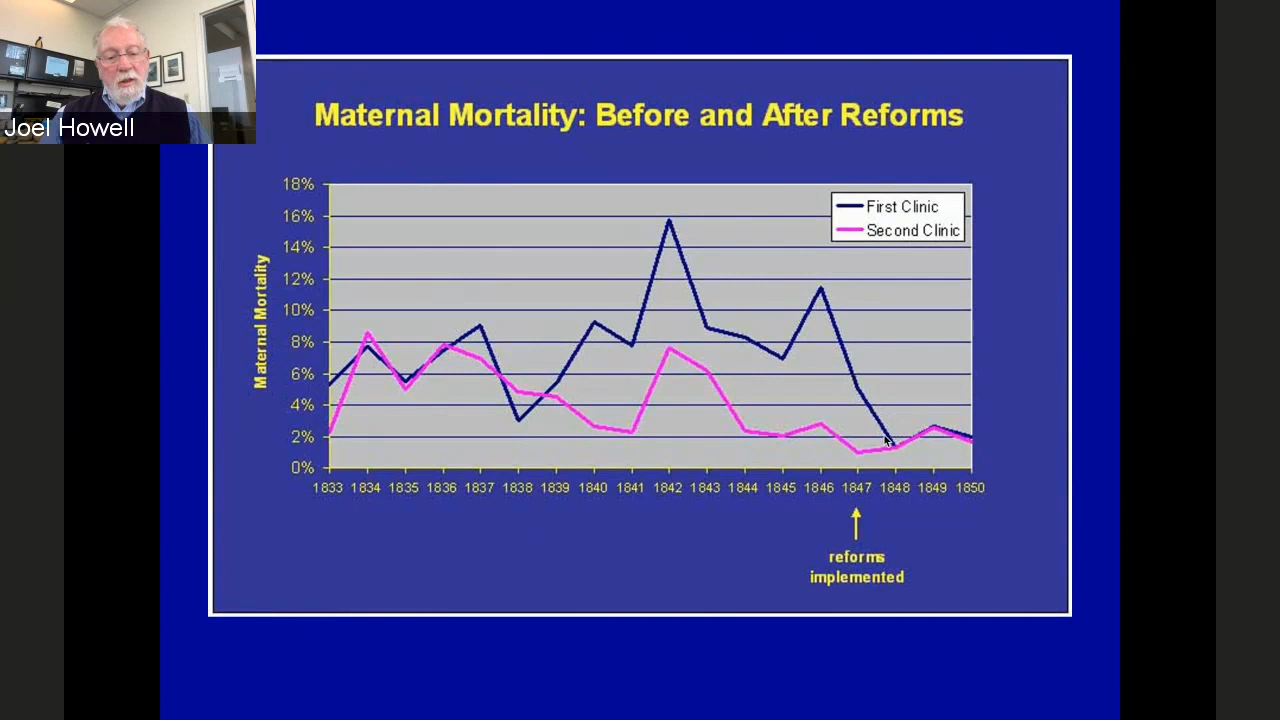 Joel Howell
Maternal Mortality: Before and After Reforms
18%
16%
14%
12%
10%
8%
6%
4%
2%
0%
Maternal Mortality
First Clinic
Second Clinic
1833 1834 1835 1836 1837 1838 1839 1840 1841 1842 1843 1844 1845 1846 1847 1848 1849 1850
reforms
implemented